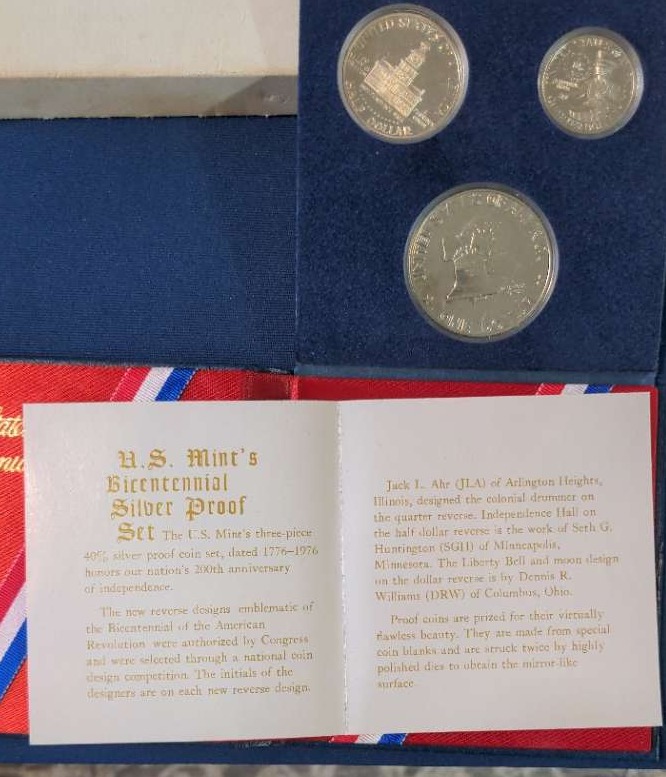 UNITED STATES
DOLLAR
U.S. Mint's
Bicentennial
Silver Proof
Set The U.S. Mint's three-piece
40% silver proof coin set, dated 1776–1976
honors our nation's 200th anniversary
of independence.
The new reverse designs emblematic of
the Bicentennial of the American
Revolution were authorized by Congress
and were selected through a national coin
design competition. The initials of the
designers are on each new reverse design.
Jack L. Ahr (JLA) of Arlington Heights,
Illinois, designed the colonial drummer on
the quarter reverse. Independence Hall on
the half dollar reverse is the work of Seth G.
Huntington (SGH) of Minneapolis,
Minnesota. The Liberty Bell and moon design
on the dollar reverse is by Dennis R.
Williams (DRW) of Columbus, Ohio.
Proof coins are prized for their virtually
flawless beauty. They are made from special
coin blanks and are struck twice by highly
polished dies to obtain the mirror-like
surface